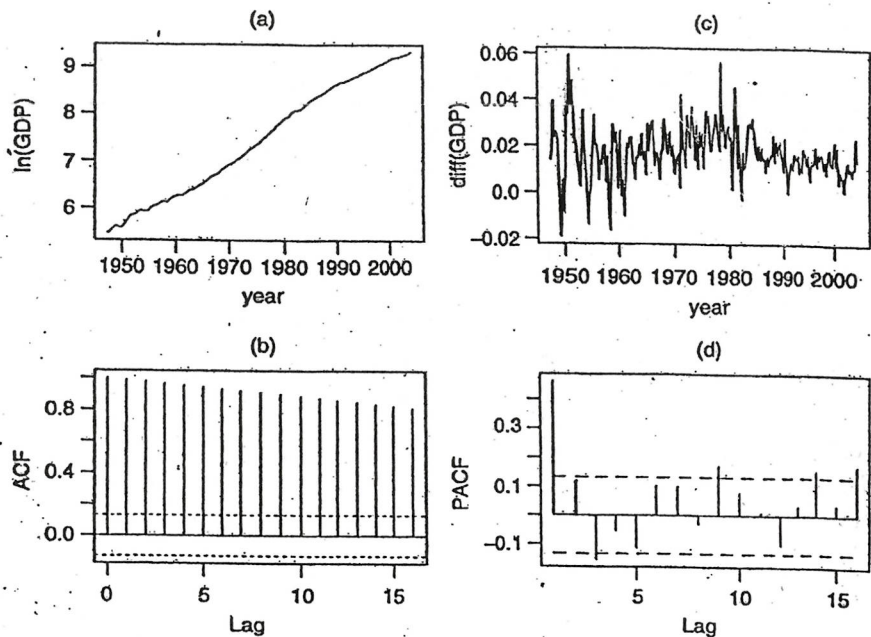 (a)
ln(GDP)
9
8
7
6
1950 1960 1970 1980 1990 2000
year
(c)
diff(GDP)
0.06
0.04
0.02
0.0
−0.02
1950 1960 1970 1980 1990 2000
year
(b)
ACF
0.8
0.4
0.0
0 5 10 15
Lag
(d)
PACF
0.3
0.1
−0.1
5 10 15
Lag